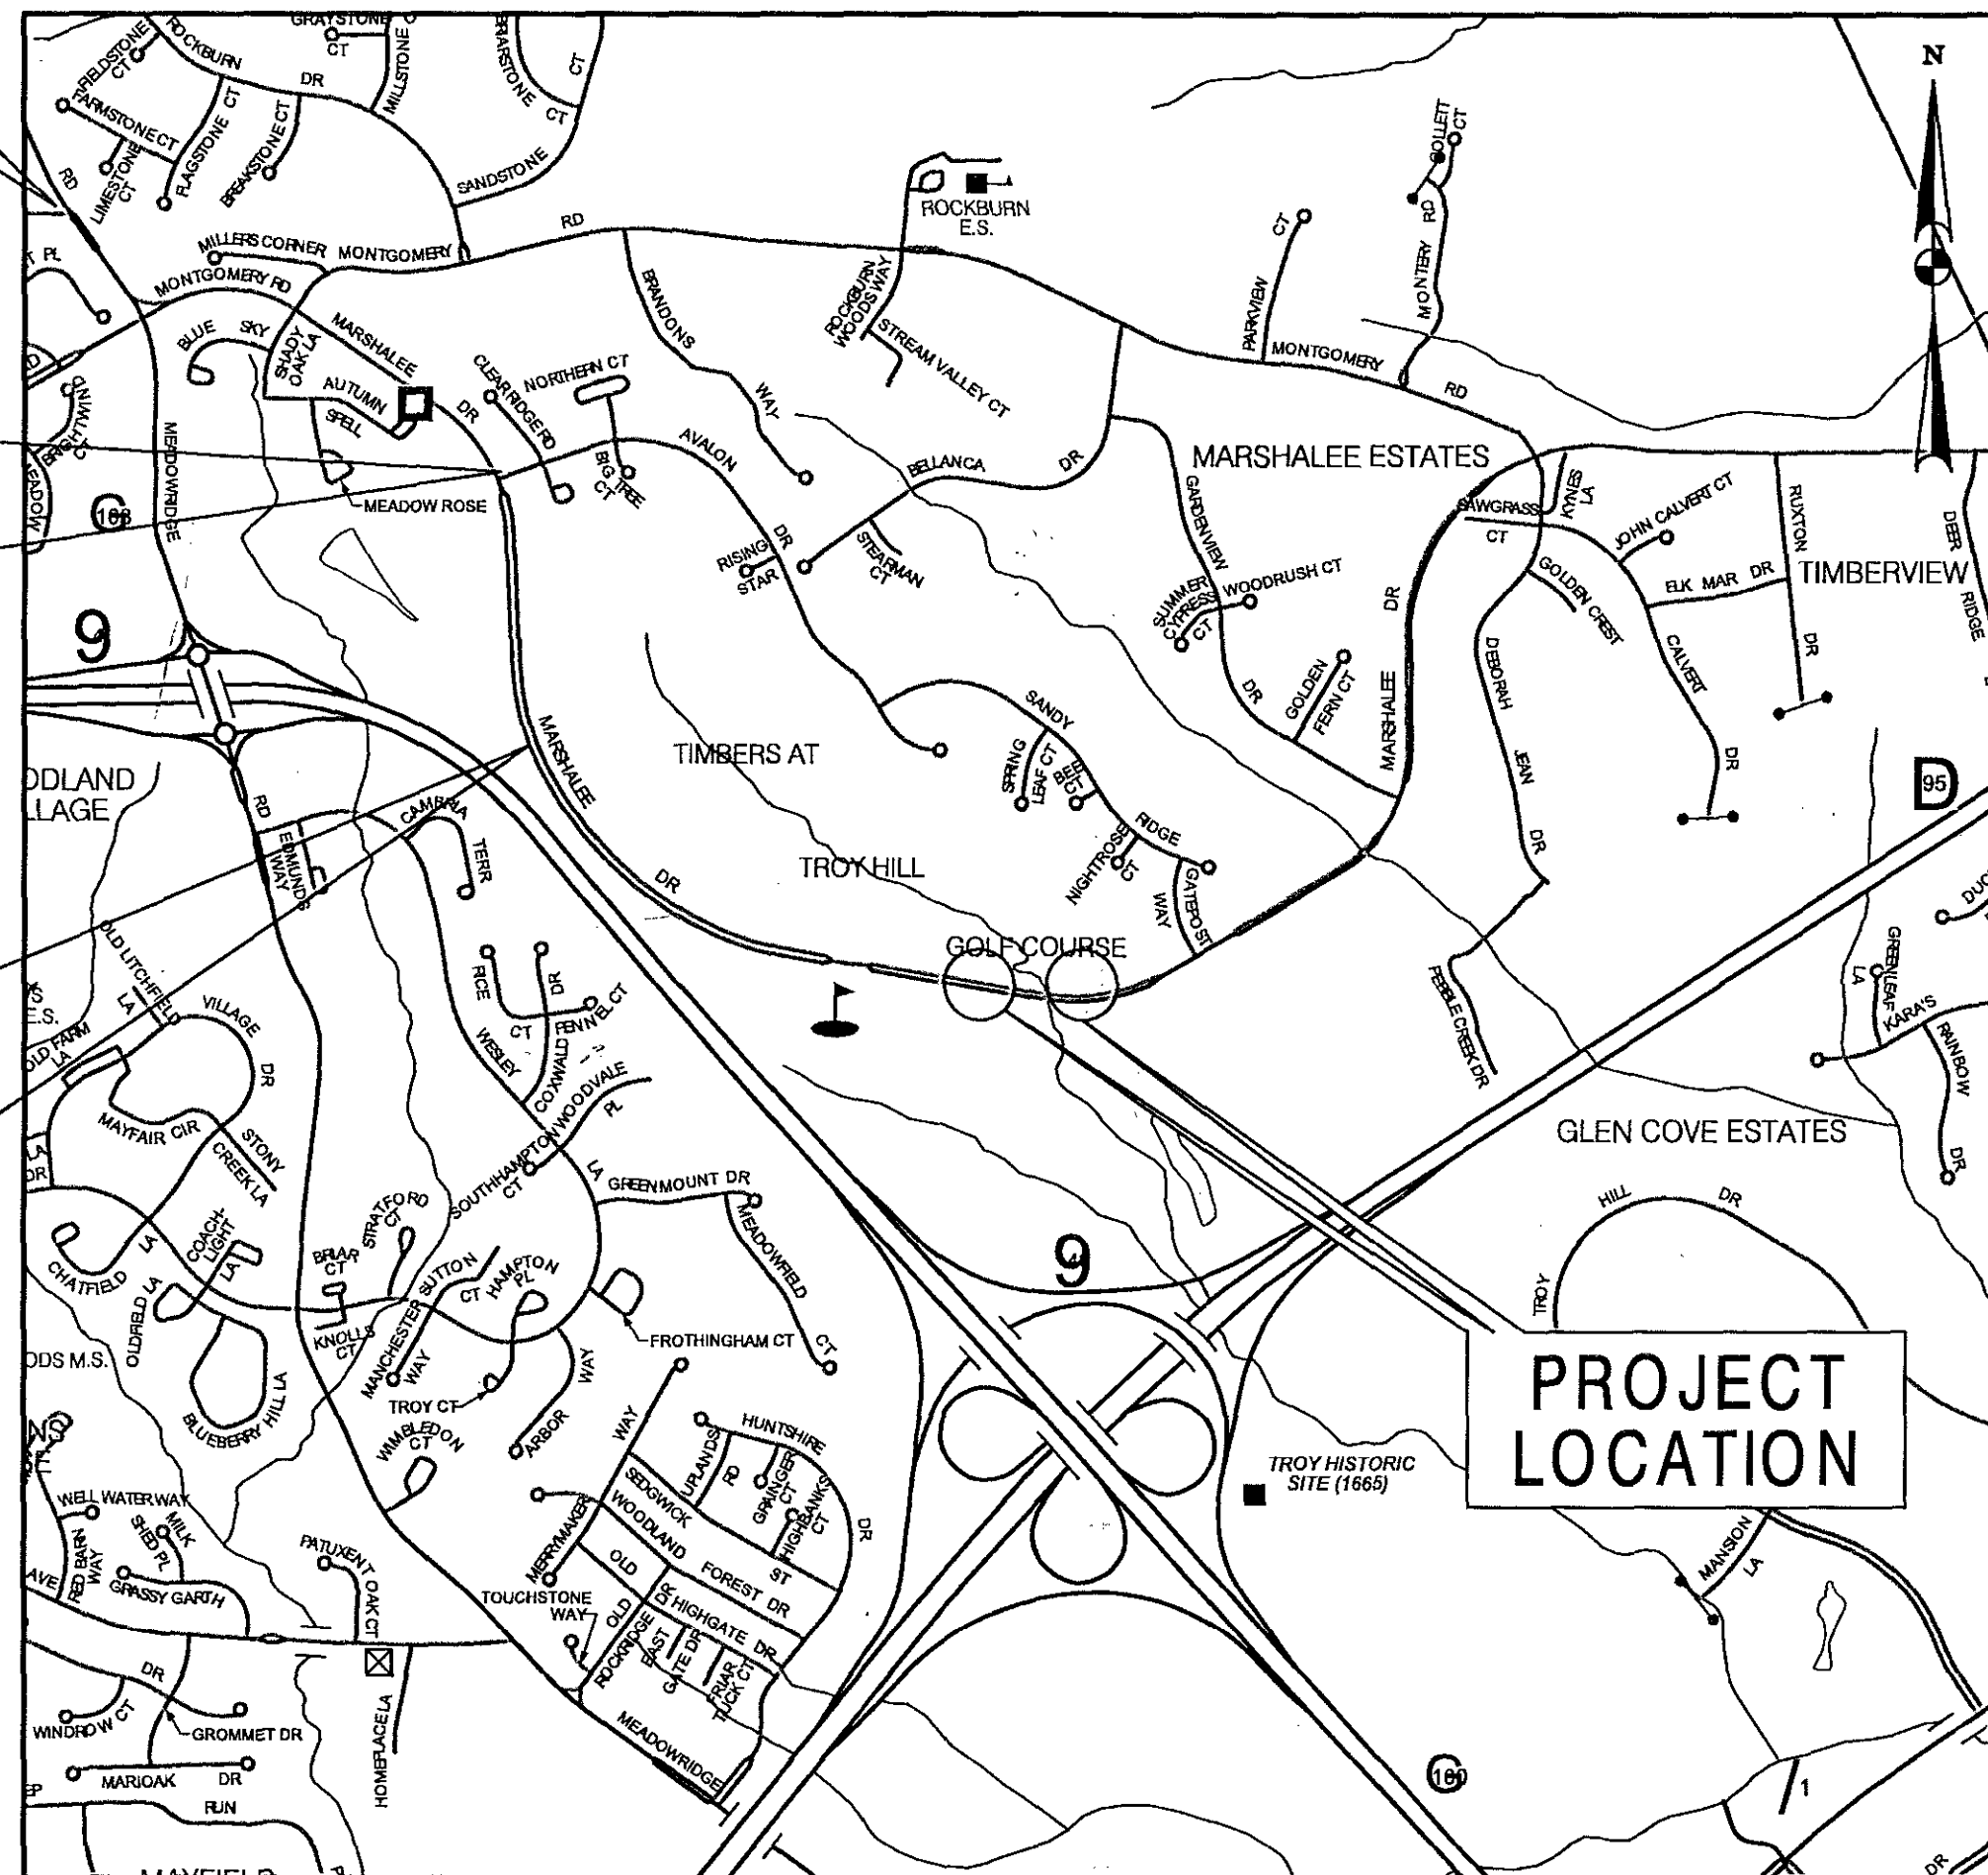 GRAYSTONE
CT
ROCKBURN
DR
FIELDSTONE
CT
MILLSTONE
BRIARSTONE
CT
CT
FARMSTONE CT
FLAGSTONE CT
BREAKSTONE CT
LIMESTONE
CT
SANDSTONE
RD
N
GOLLETT
CT
ROCKBURN
E.S.
RD
MILLERS CORNER
MONTGOMERY
MONTGOMERY RD
PL
PARKVIEW
CT
MONTERY
RD
BLUE
SKY
SHADY
OAK LA
MARSHALEE
DR
AUTUMN
SPELL
CLEARRIDGE RD
NORTHERN CT
BRANDONS
WAY
ROCKBURN
WOODS WAY
STREAM VALLEY CT
MONTGOMERY
RD
BRIGHTWIND
CT
MEADOW
MEADOWRIDGE
MEADOW ROSE
BIG TREE
CT
AVALON
DR
BELLANCA
DR
MARSHALEE ESTATES
GARDENVIEW
DR
SAWGRASS
CT
KYNES
LA
JOHN CALVERT CT
RUXTON
DR
DEER
RIDGE
RISING
STAR
STEARMAN
CT
SUMMER
CYPRESS
CT
WOODRUSH CT
GOLDEN CREST
ELK MAR DR
TIMBERVIEW
9
MARSHALEE
DR
DEBORAH
JEAN
DR
CALVERT
DR
GOLDEN
FERN CT
SANDY
RIDGE
SPRING
LEAF CT
BELL
CT
TIMBERS AT
TROY HILL
GOLF COURSE
MARSHALEE
DR
NIGHTROSE
CT
GATEPOST
WAY
D
95
ODLAND
LLAGE
RD
EDMUNDS
WAY
CAMBRIA
TERR
RICE
CT
COXWALD
DR
FENNEL CT
WESLEY
LA
OLD LITCHFIELD
LA
E.S.
OLD FARM
LA
VILLAGE
DR
MAYFAIR CIR
STONY
CREEK LA
SOUTHHAMPTON
CT
WOODVALE
PL
PEBBLE CREEK DR
GREENLEAF
LA
KARA'S
RAINBOW
DR
GLEN COVE ESTATES
LA
DR
GREENMOUNT DR
MEADOWFIELD
CT
STRATFORD
CT
COACH-
LIGHT
LA
BRIAR
CT
CHATFIELD
LA
OLDFIELD LA
KNOLLS
CT
MANCHESTER
WAY
SUTTON
CT
HAMPTON
PL
FROTHINGHAM CT
9
HILL
DR
TROY
PROJECT
LOCATION
ODS M.S.
BLUEBERRY HILL LA
TROY CT
WIMBLEDON
CT
ARBOR
WAY
WAY
MERRYMAKER
HUNTSHIRE
DR
UPLANDS
RD
GRAINGER
CT
HIGHBANKS
CT
SEDGWICK
ST
WOODLAND
FOREST DR
TROY HISTORIC
SITE (1665)
WELL WATER WAY
MILK
SHED PL
RED BARN
WAY
AVE
GRASSY GARTH
PATUXENT OAK CT
TOUCHSTONE
WAY
OLD
HIGHGATE DR
OLD
ROCKRIDGE
DR
EAST
GATE DR
FRIAR
TUCK CT
MEADOWRIDGE
MANSION
LA
DR
WINDROW CT
GROMMET DR
HOMEPLACE LA
MARIOAK DR
RUN
1
DR
MAYFIELD